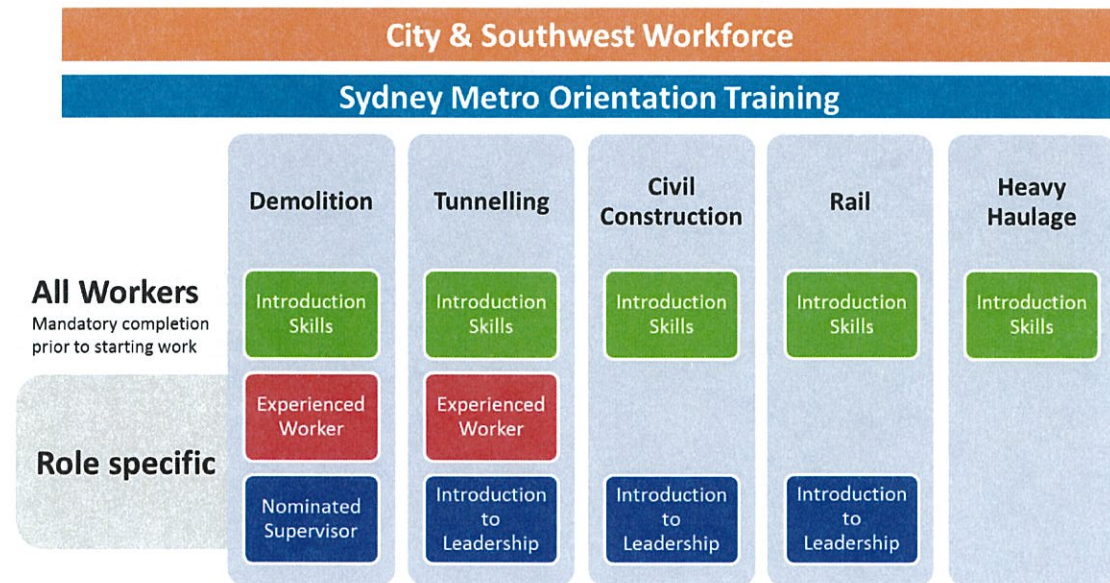 City & Southwest Workforce
Sydney Metro Orientation Training
Demolition
Tunnelling
Civil
Construction
Rail
Heavy
Haulage
All Workers
Mandatory completion
prior to starting work
Introduction
Skills
Introduction
Skills
Introduction
Skills
Introduction
Skills
Introduction
Skills
Role specific
Experienced
Worker
Experienced
Worker
Nominated
Supervisor
Introduction
to
Leadership
Introduction
to
Leadership
Introduction
to
Leadership